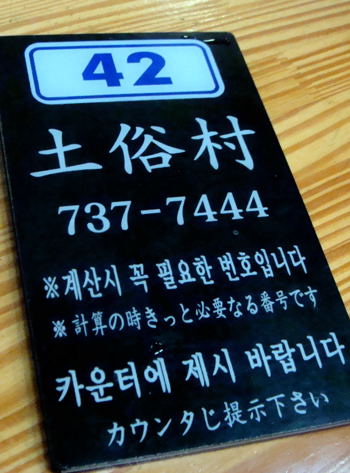 42
土俗村
737-7444
※계산시 꼭 필요한 번호입니다
※計算の時きっと必要なる番号です
카운터에 제시 바랍니다
カウンタじ提示下さい